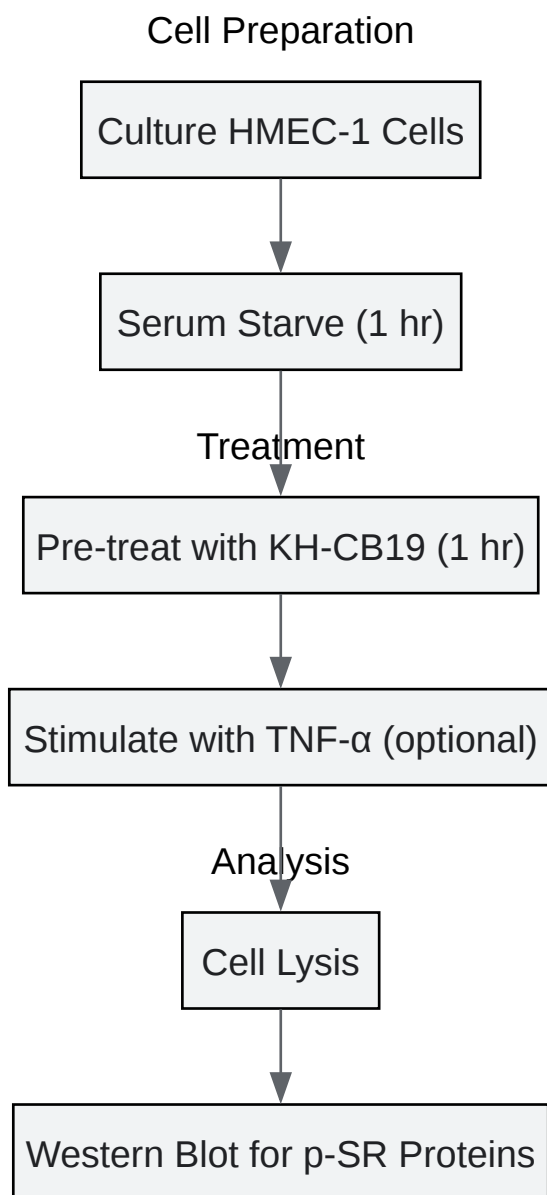 Cell Preparation
Culture HMEC-1 Cells
Serum Starve (1 hr)
Treatment
Pre-treat with KH-CB19 (1 hr)
Stimulate with TNF-α (optional)
Analysis
Cell Lysis
Western Blot for p-SR Proteins